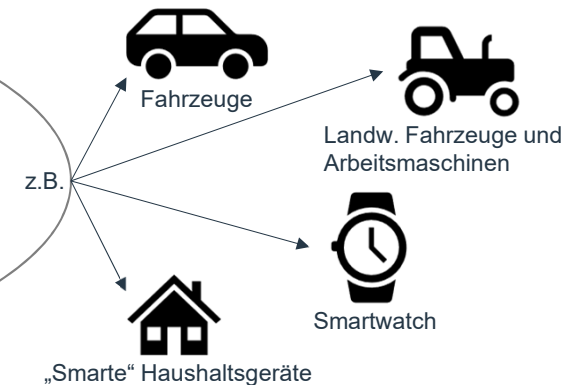 Fahrzeuge
Landw. Fahrzeuge und
Arbeitsmaschinen
z.B.
Smartwatch
„Smarte“ Haushaltsgeräte